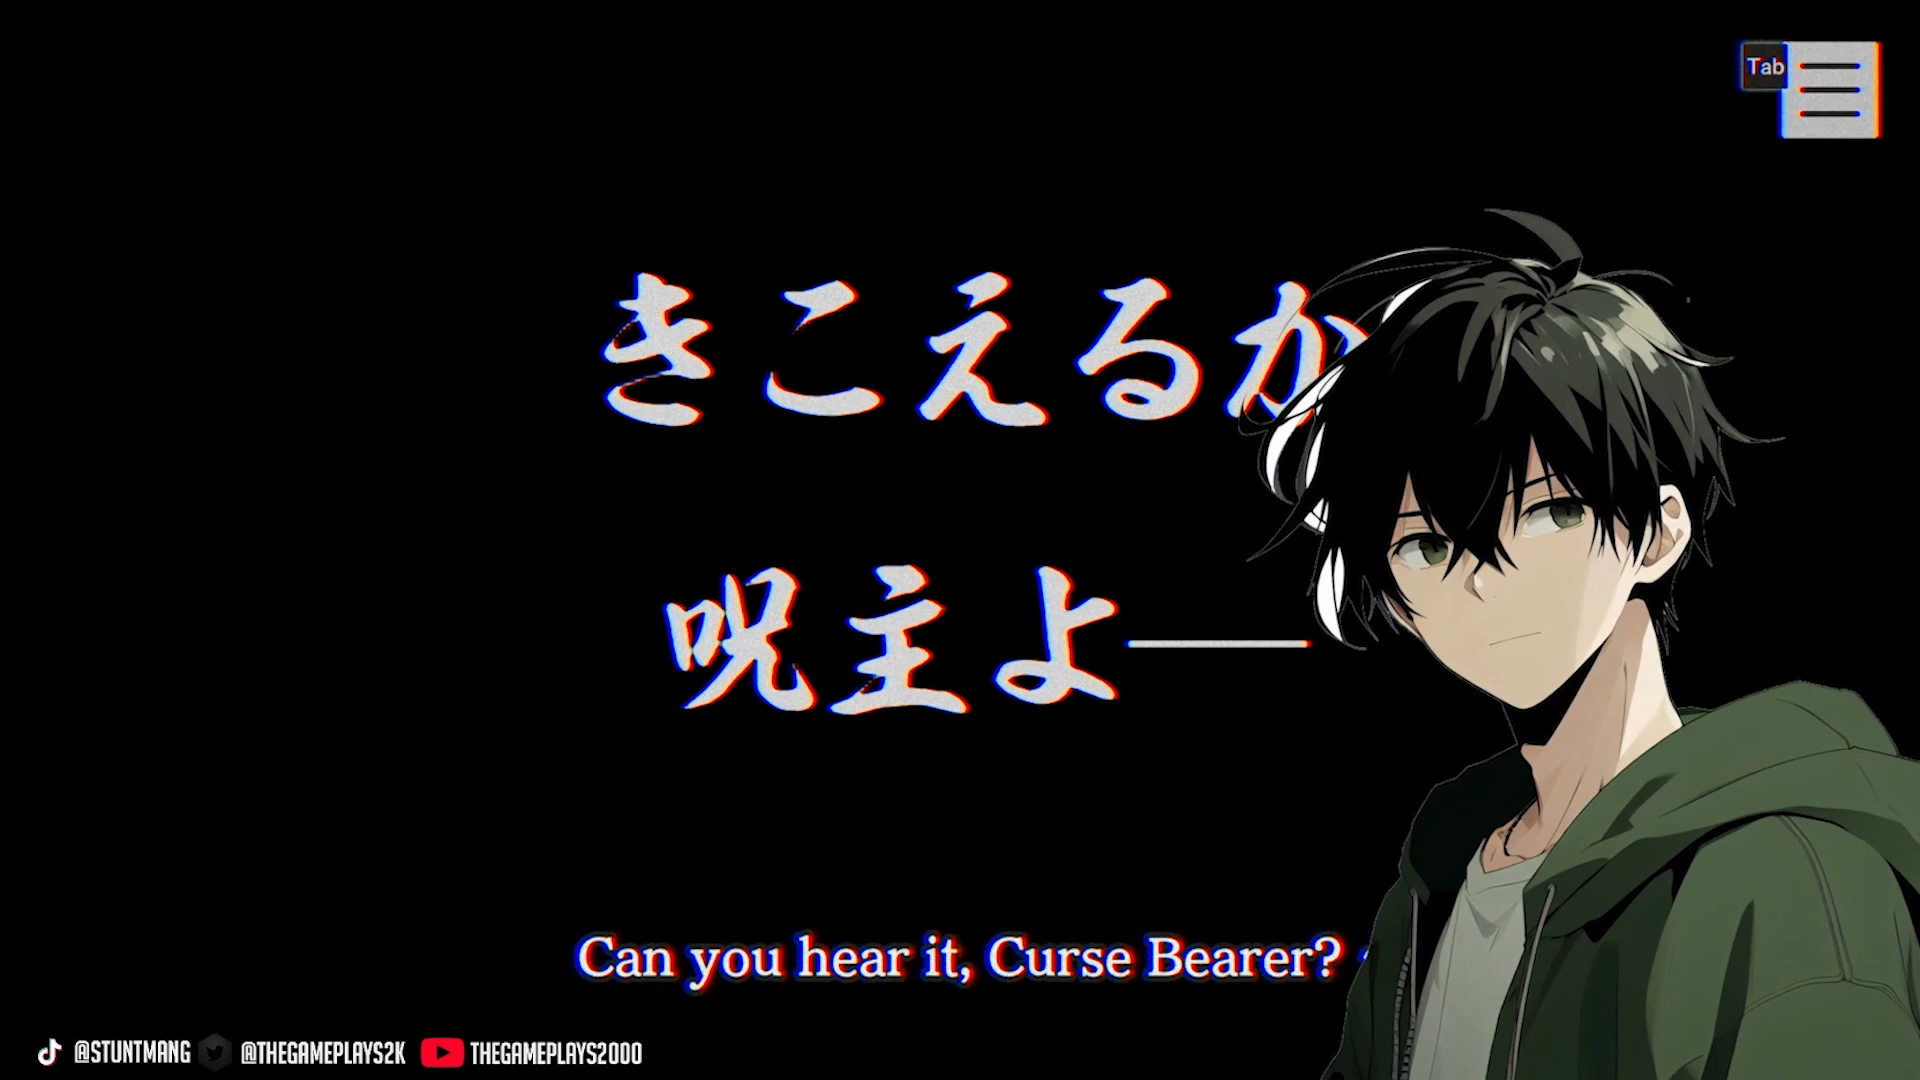 Tab
きこえるか
呪主よ――
Can you hear it, Curse Bearer?
@STUNTMANG @THEGAMEPLAYS2K THEGAMEPLAYS2000